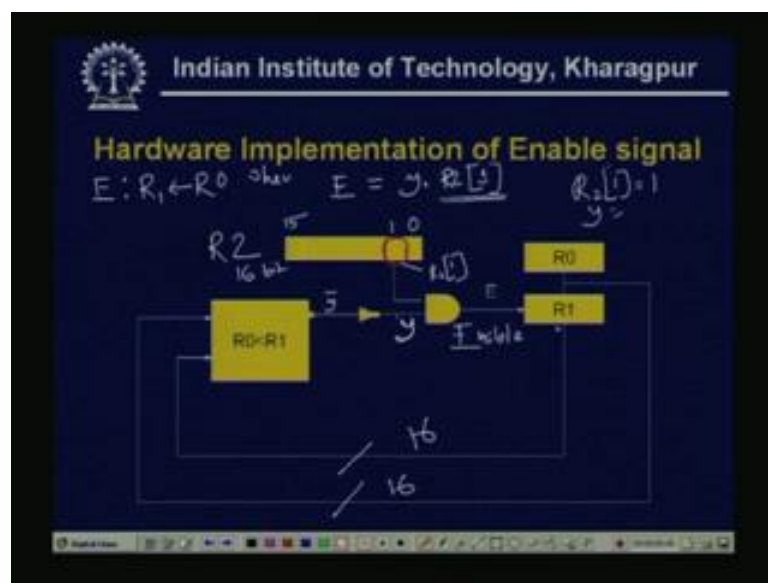 Indian Institute of Technology, Kharagpur
Hardware Implementation of Enable signal
E : R1 ← R0
E = y. R2[1]
R2[1]=1
y=
15
1 0
R2
16 bit
R2[1]
R0
R0<R1
ȳ
y
E
Enable
R1
16
16